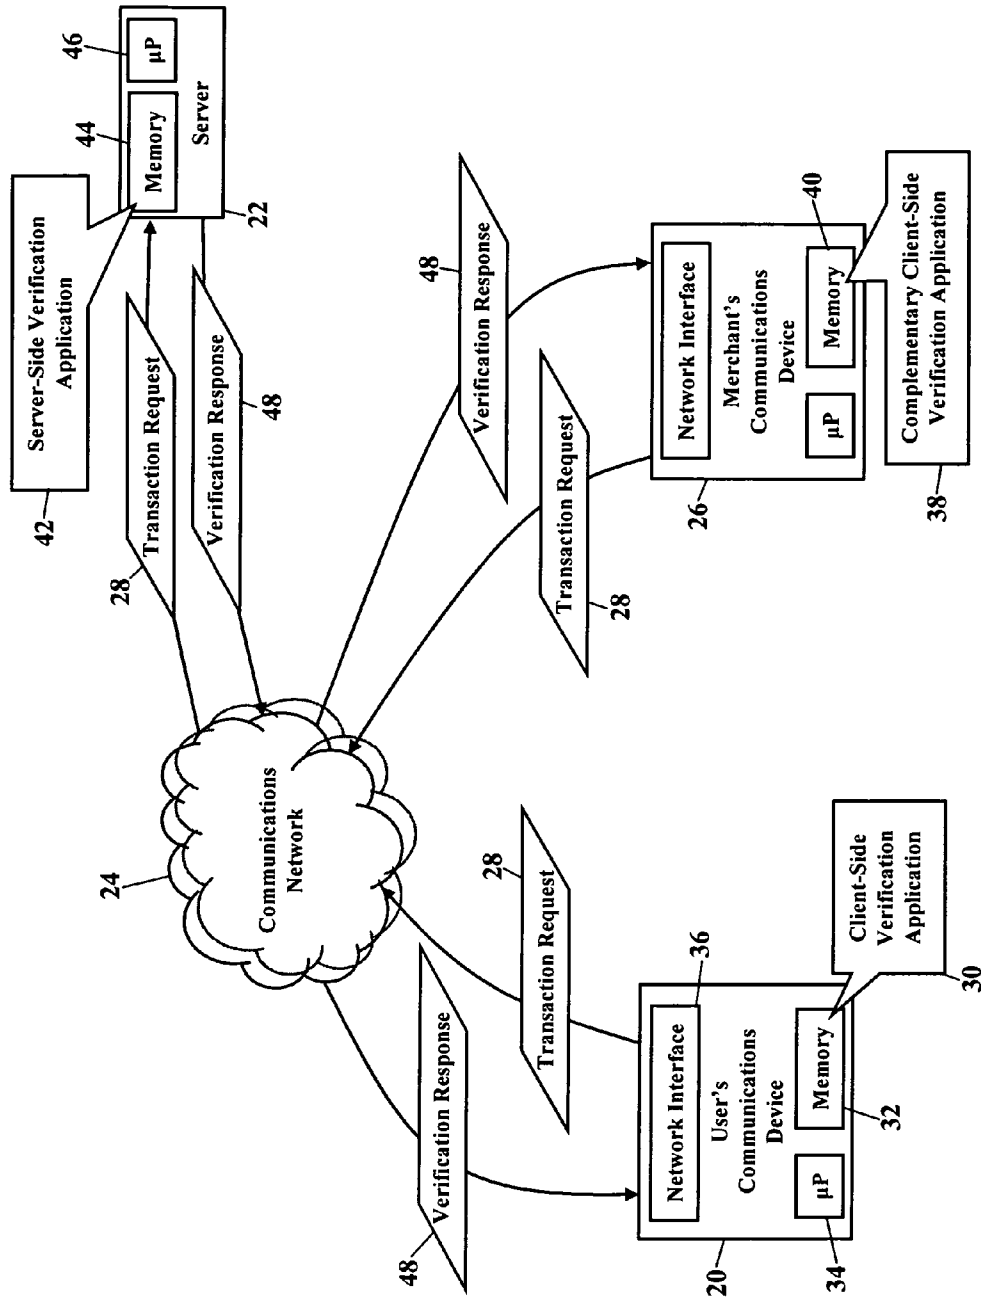 42
Server-Side Verification
Application
44
46
Memory
μP
Server
22
28
Transaction Request
Verification Response
48
24
Communications
Network
48
Verification Response
28
Transaction Request
48
Verification Response
Transaction Request
28
20
Network Interface
36
User's
Communications
Device
μP
Memory
34
32
Client-Side
Verification
Application
30
26
Network Interface
Merchant's
Communications
Device
μP
Memory
40
Complementary Client-Side
Verification Application
38